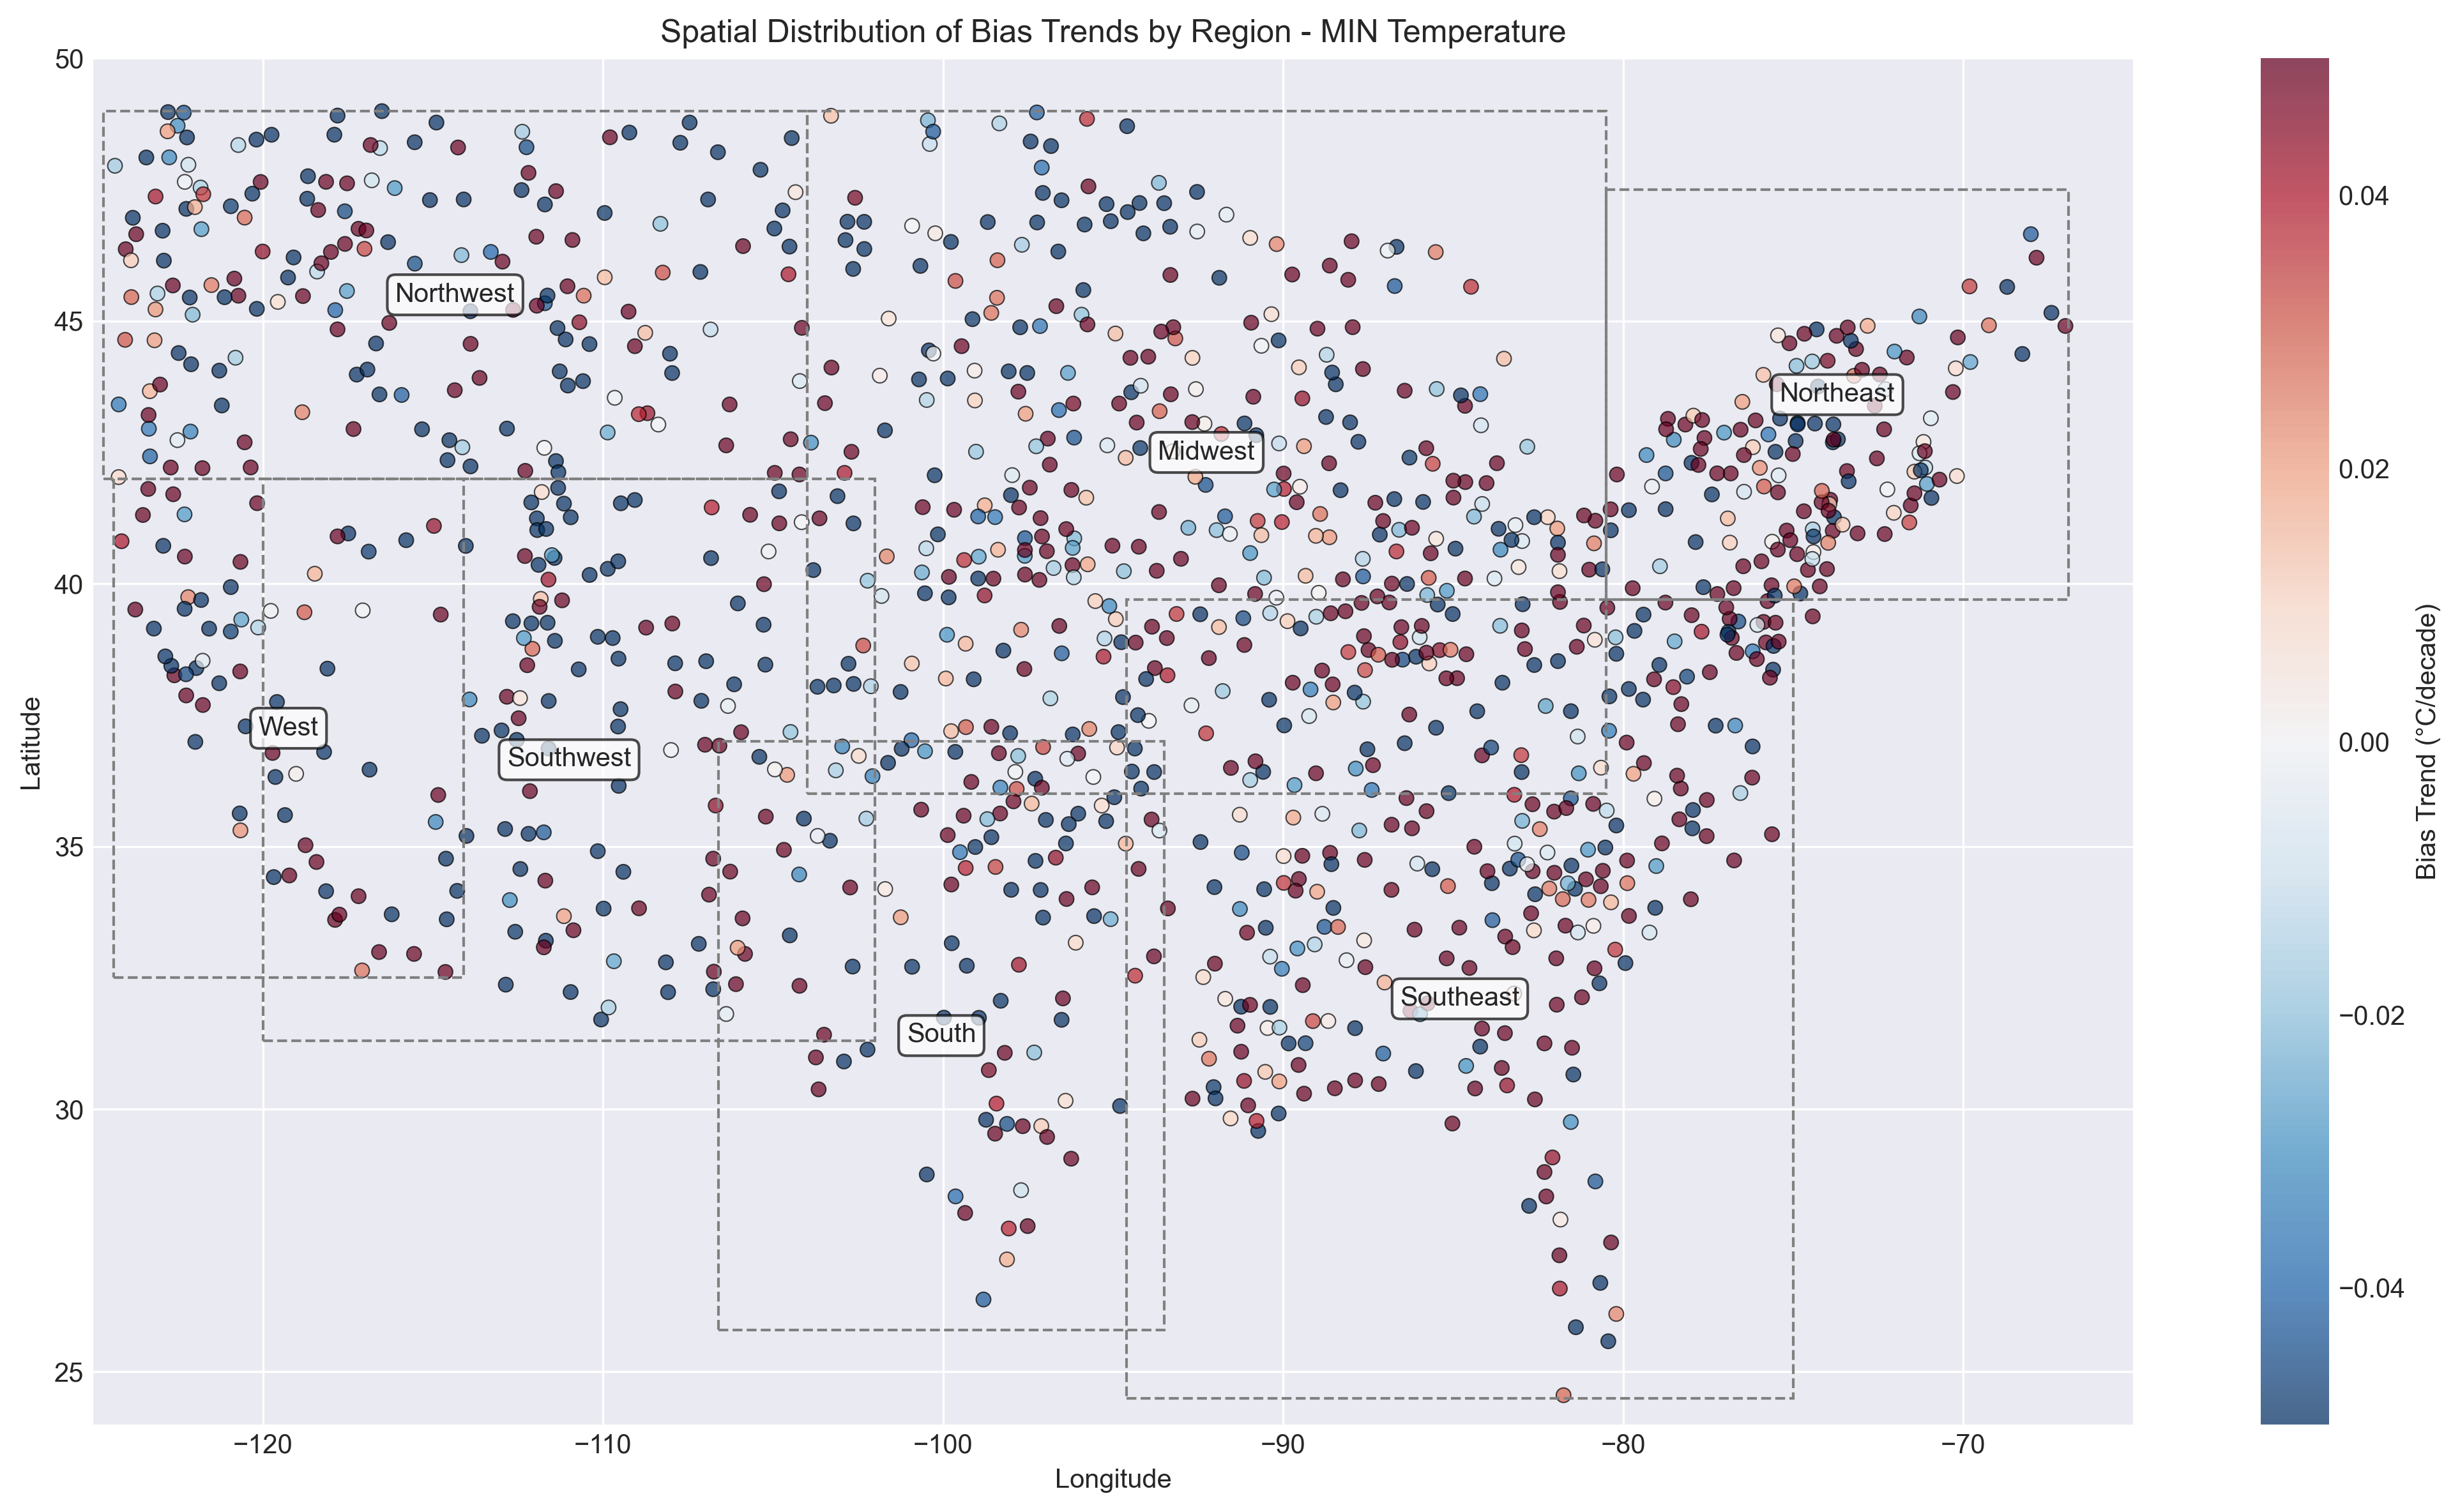 Spatial Distribution of Bias Trends by Region - MIN Temperature
50
45
40
35
30
25
Latitude
Northwest
Northeast
Midwest
West
Southwest
Southeast
South
−120
−110
−100
−90
−80
−70
Longitude
0.04
0.02
0.00
−0.02
−0.04
Bias Trend (°C/decade)